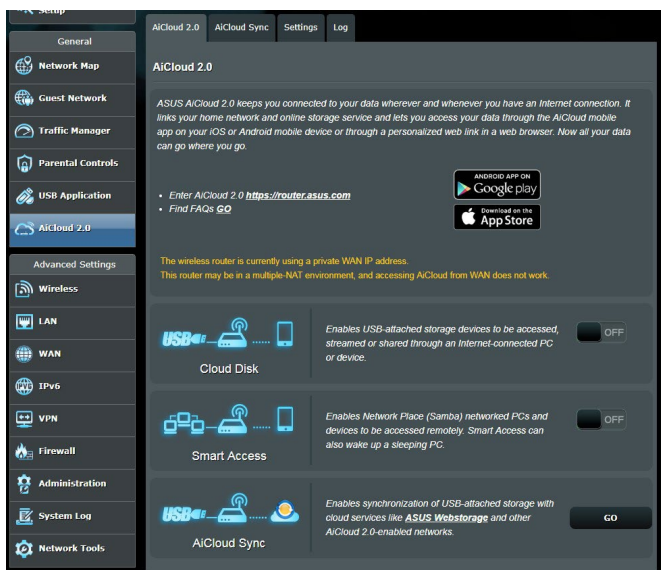 Setup
General
Network Map
Guest Network
Traffic Manager
Parental Controls
USB Application
AiCloud 2.0
Advanced Settings
Wireless
LAN
WAN
IPv6
IPv6
VPN
Firewall
Administration
System Log
Network Tools
AiCloud 2.0 AiCloud Sync Settings Log
AiCloud 2.0
ASUS AiCloud 2.0 keeps you connected to your data wherever and whenever you have an Internet connection. It
links your home network and online storage service and lets you access your data through the AiCloud mobile
app on your iOS or Android mobile device or through a personalized web link in a web browser. Now all your data
can go where you go.
• Enter AiCloud 2.0 https://router.asus.com
• Find FAQs GO
ANDROID APP ON
Google play
Download on the
App Store
The wireless router is currently using a private WAN IP address.
This router may be in a multiple-NAT environment, and accessing AiCloud from WAN does not work.
USB
Cloud Disk
Enables USB-attached storage devices to be accessed,
streamed or shared through an Internet-connected PC
or device.
OFF
Smart Access
Enables Network Place (Samba) networked PCs and
devices to be accessed remotely. Smart Access can
also wake up a sleeping PC.
OFF
USB
AiCloud Sync
Enables synchronization of USB-attached storage with
cloud services like ASUS Webstorage and other
AiCloud 2.0-enabled networks.
GO